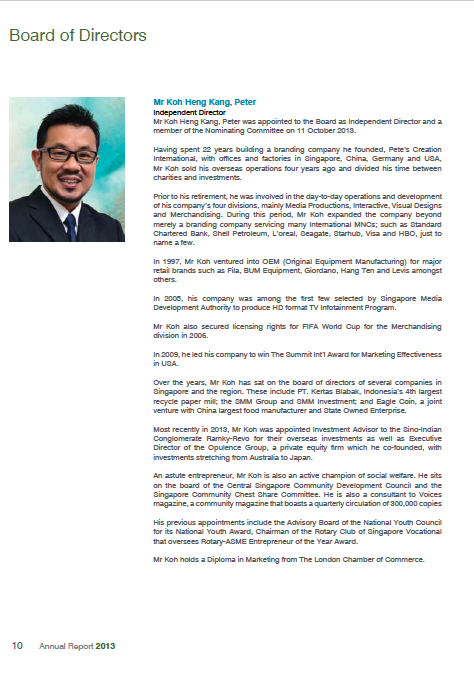 Board of Directors
Mr Koh Heng Kang, Peter
Independent Director
Mr Koh Heng Kang, Peter was appointed to the Board as Independent Director and a
member of the Nominating Committee on 11 October 2013.
Having spent 22 years building a branding company he founded, Pete's Creation
International, with offices and factories in Singapore, China, Germany and USA,
Mr Koh sold his overseas operations four years ago and divided his time between
charities and investments.
Prior to his retirement, he was involved in the day-to-day operations and development
of his company's four divisions, mainly Media Productions, Interactive, Visual Designs
and Merchandising. During this period, Mr Koh expanded the company beyond
merely a branding company servicing many International MNCs; such as Standard
Chartered Bank, Shell Petroleum, L'oreal, Seagate, Starhub, Visa and HBO, just to
name a few.
In 1997, Mr Koh ventured into OEM (Original Equipment Manufacturing) for major
retail brands such as Fila, BUM Equipment, Giordano, Hang Ten and Levis amongst
others.
In 2005, his company was among the first few selected by Singapore Media
Development Authority to produce HD format TV Infotainment Program.
Mr Koh also secured licensing rights for FIFA World Cup for the Merchandising
division in 2006.
In 2009, he led his company to win The Summit Int'l Award for Marketing Effectiveness
in USA.
Over the years, Mr Koh has sat on the board of directors of several companies in
Singapore and the region. These include PT. Kertas Blabak, Indonesia's 4th largest
recycle paper mill; the SMM Group and SMM Investment; and Eagle Coin, a joint
venture with China largest food manufacturer and State Owned Enterprise.
Most recently in 2013, Mr Koh was appointed Investment Advisor to the Sino-Indian
Conglomerate Ramky-Revo for their overseas investments as well as Executive
Director of the Opulence Group, a private equity firm which he co-founded, with
investments stretching from Australia to Japan.
An astute entrepreneur, Mr Koh is also an active champion of social welfare. He sits
on the board of the Central Singapore Community Development Council and the
Singapore Community Chest Share Committee. He is also a consultant to Voices
magazine, a community magazine that boasts a quarterly circulation of 300,000 copies
His previous appointments include the Advisory Board of the National Youth Council
for its National Youth Award, Chairman of the Rotary Club of Singapore Vocational
that oversees Rotary-ASME Entrepreneur of the Year Award.
Mr Koh holds a Diploma in Marketing from The London Chamber of Commerce.
10 Annual Report 2013